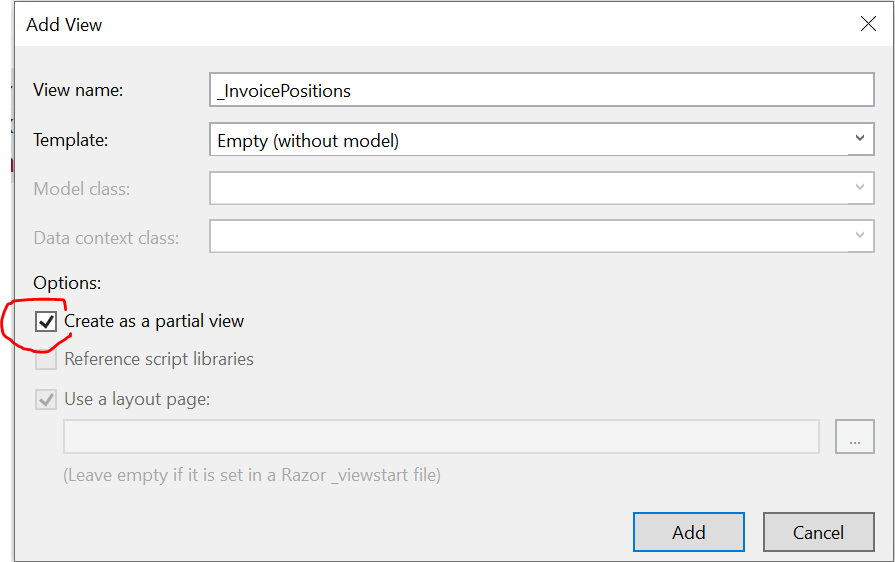 Add View
View name:
_InvoicePositions
Template:
Empty (without model)
Model class:
Data context class:
Options:
Create as a partial view
Reference script libraries
Use a layout page:
...
(Leave empty if it is set in a Razor _viewstart file)
Add
Cancel